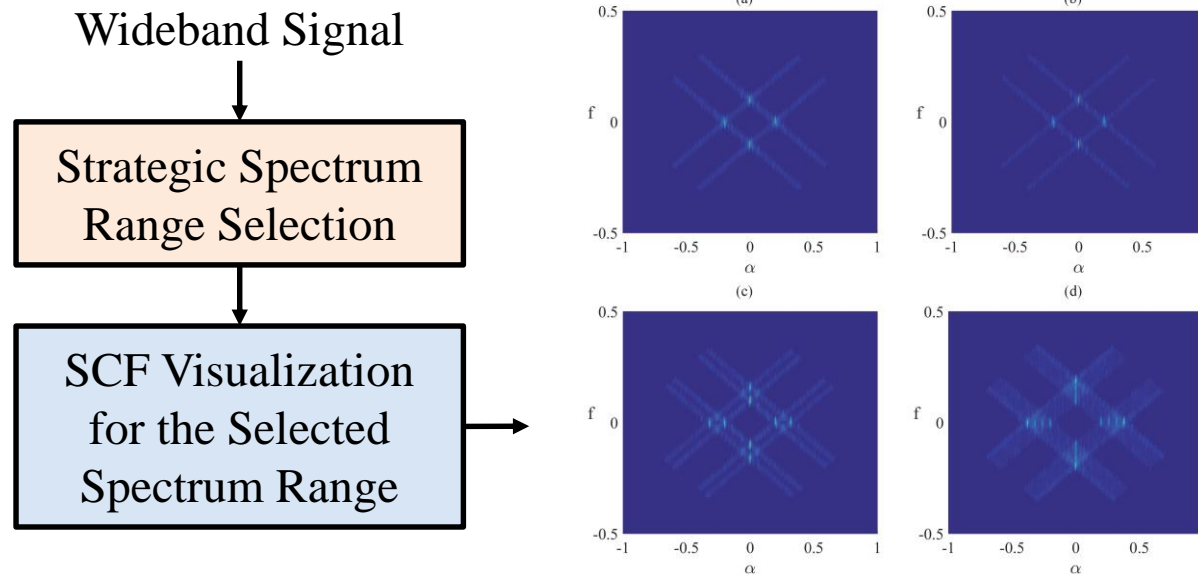 Wideband Signal
Strategic Spectrum
Range Selection
SCF Visualization
for the Selected
Spectrum Range
(a)
0.5
f
0
-0.5
-1
-0.5
0
0.5
1
α
(b)
0.5
f
0
-0.5
-1
-0.5
0
0.5
α
(c)
0.5
f
0
-0.5
-1
-0.5
0
0.5
1
α
(d)
0.5
f
0
-0.5
-1
-0.5
0
0.5
α